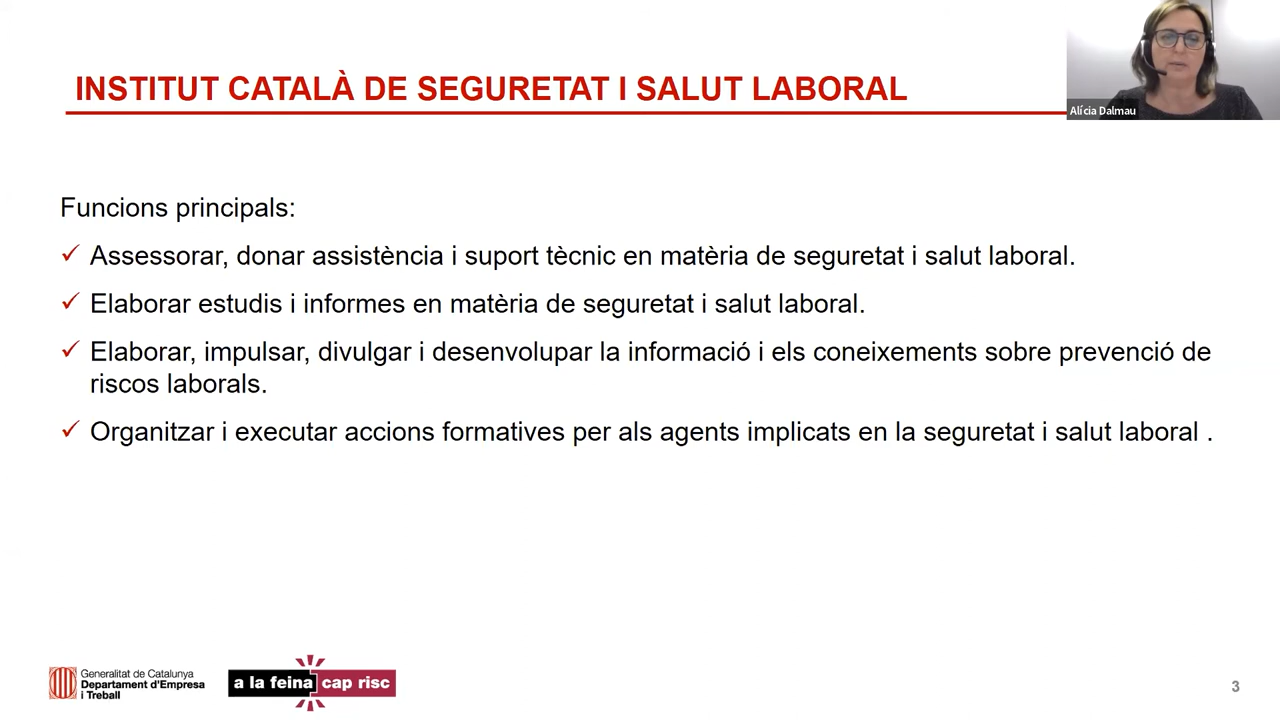 INSTITUT CATALÀ DE SEGURETAT I SALUT LABORAL
Alícia Dalmau
Funcions principals:
Assessorar, donar assistència i suport tècnic en matèria de seguretat i salut laboral.
Elaborar estudis i informes en matèria de seguretat i salut laboral.
Elaborar, impulsar, divulgar i desenvolupar la informació i els coneixements sobre prevenció de
riscos laborals.
Organitzar i executar accions formatives per als agents implicats en la seguretat i salut laboral .
Generalitat de Catalunya
Departament d'Empresa
i Treball
a la feina cap risc
3